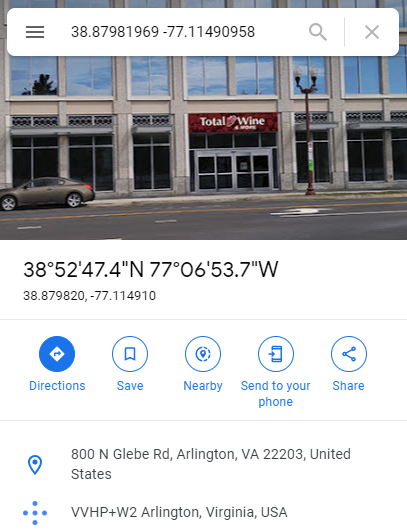 38.87981969 -77.11490958
Total Wine
& MORE
38°52'47.4"N 77°06'53.7"W
38.879820, -77.114910
Directions Save Nearby Send to your Share
phone
800 N Glebe Rd, Arlington, VA 22203, United
States
VVHP+W2 Arlington, Virginia, USA